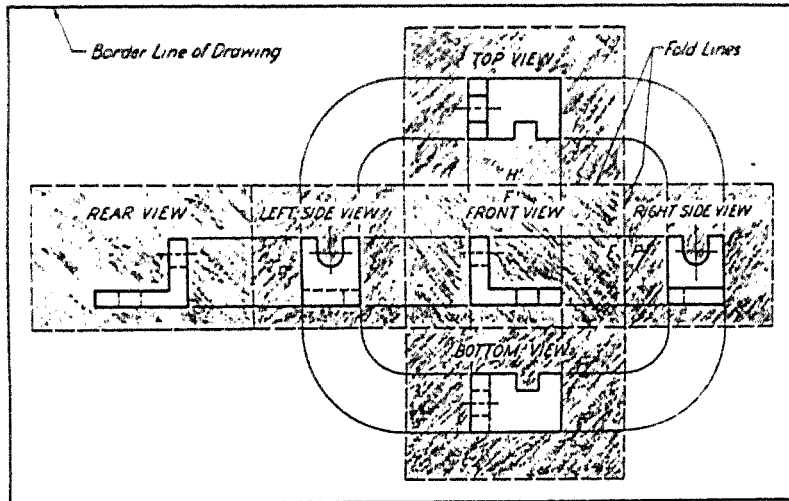 Border Line of Drawing
TOP VIEW
Fold Lines
H
F
REAR VIEW
LEFT SIDE VIEW
FRONT VIEW
RIGHT SIDE VIEW
BOTTOM VIEW